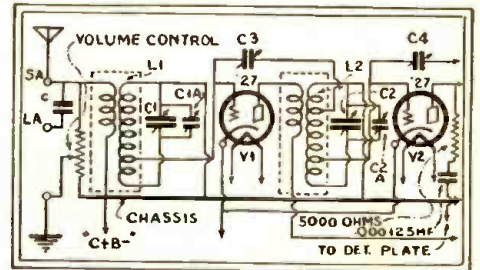 VOLUME CONTROL
L1
C3
C4
SA
C
LA
C1
C1A
'27
L2
C2
'27
V1
C2
A
V2
CHASSIS
5000 OHMS
.000125MF
"C+B-"
TO DET. PLATE